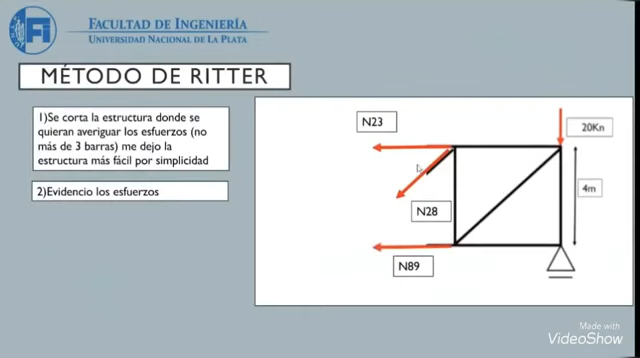 FACULTAD DE INGENIERÍA
UNIVERSIDAD NACIONAL DE LA PLATA
MÉTODO DE RITTER
1)Se corta la estructura donde se
quieran averiguar los esfuerzos (no
más de 3 barras) me dejo la
estructura más fácil por simplicidad
2)Evidencio los esfuerzos
N23
20Kn
4m
N28
N89
Made with
VideoShow